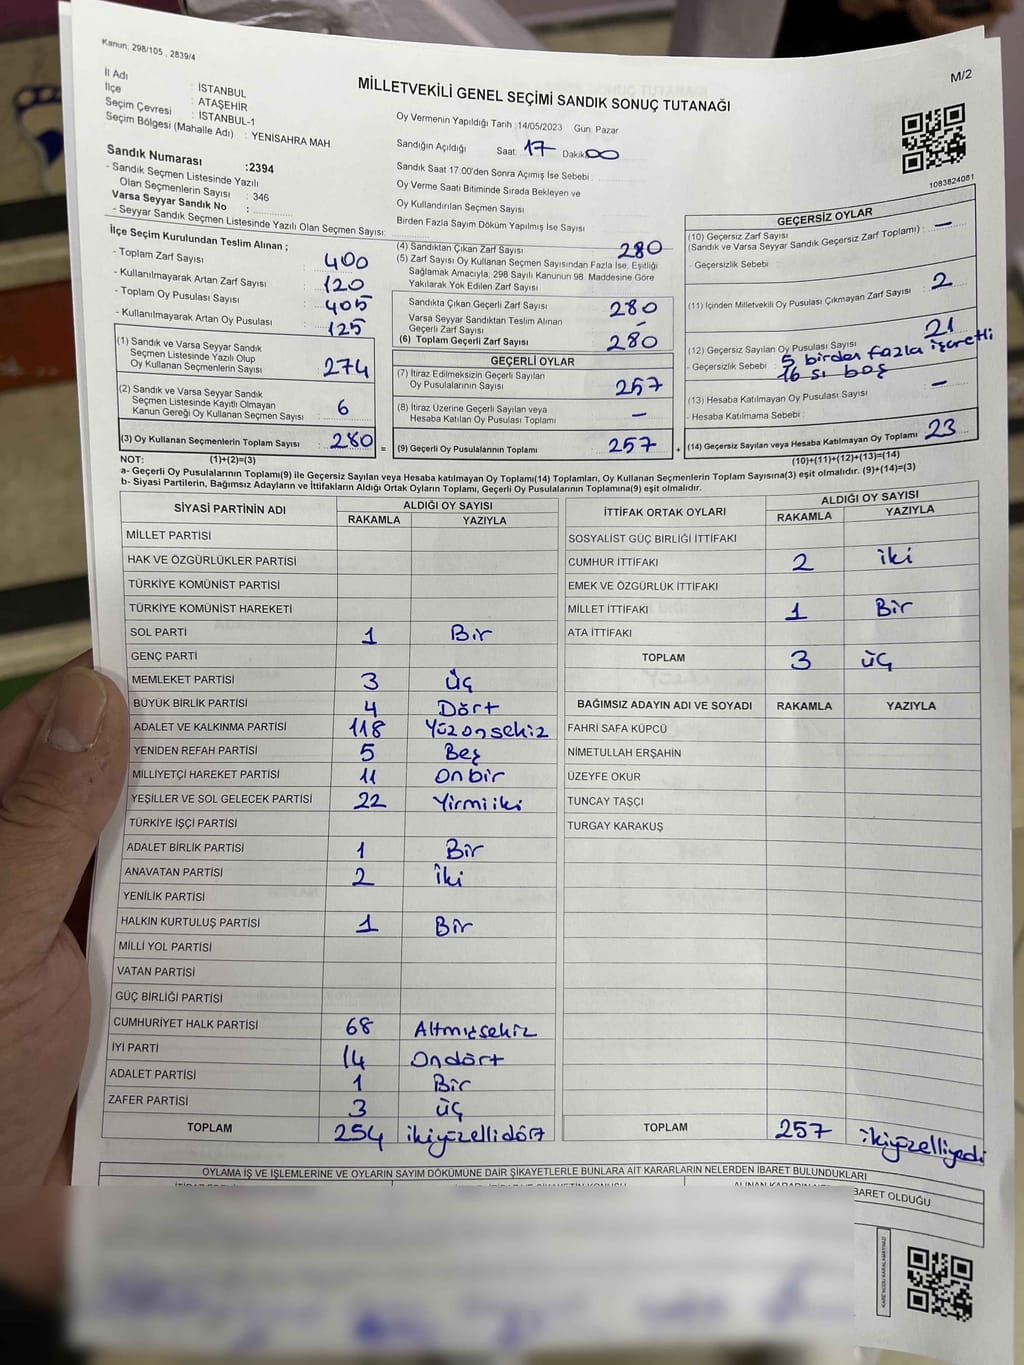 Kanun: 298/105 , 2839/4
M/2
MİLLETVEKİLİ GENEL SEÇİMİ SANDIK SONUÇ TUTANAĞI
İl Adı : İSTANBUL
İlçe : ATAŞEHİR
Seçim Çevresi : İSTANBUL-1
Seçim Bölgesi (Mahalle Adı) : YENİSAHRA MAH.
Sandık Numarası :2394
- Sandık Seçmen Listesinde Yazılı
Olan Seçmenlerin Sayısı : 346
Varsa Seyyar Sandık No :
- Seyyar Sandık Seçmen Listesinde Yazılı Olan Seçmen Sayısı:
Oy Vermenin Yapıldığı Tarih :14/05/2023 Gün: Pazar
Sandığın Açıldığı Saat: 17 Dakika: 00
Sandık Saat 17:00'den Sonra Açılmış İse Sebebi :
Oy Verme Saati Bitiminde Sırada Bekleyen ve
Oy Kullandırılan Seçmen Sayısı
Birden Fazla Sayım Döküm Yapılmış İse Sayısı
1083824081
İlçe Seçim Kurulundan Teslim Alınan ;
- Toplam Zarf Sayısı : 400
- Kullanılmayarak Artan Zarf Sayısı : 120
- Toplam Oy Pusulası Sayısı : 405
- Kullanılmayarak Artan Oy Pusulası : 125
(1) Sandık ve Varsa Seyyar Sandık
Seçmen Listesinde Yazılı Olup
Oy Kullanan Seçmenlerin Sayısı : 274
(2) Sandık ve Varsa Seyyar Sandık
Seçmen Listesinde Kayıtlı Olmayan
Kanun Gereği Oy Kullanan Seçmen Sayısı : 6
(3) Oy Kullanan Seçmenlerin Toplam Sayısı : 280
(4) Sandıktan Çıkan Zarf Sayısı 280
(5) Zarf Sayısı Oy Kullanan Seçmen Sayısından Fazla İse, Eşitliği
Sağlamak Amacıyla; 298 Sayılı Kanunun 98. Maddesine Göre
Yakılarak Yok Edilen Zarf Sayısı
Sandıkta Çıkan Geçerli Zarf Sayısı 280
Varsa Seyyar Sandıktan Teslim Alınan
Geçerli Zarf Sayısı -
(6) Toplam Geçerli Zarf Sayısı 280
GEÇERLİ OYLAR
(7) İtiraz Edilmeksizin Geçerli Sayılan
Oy Pusulalarının Sayısı 257
(8) İtiraz Üzerine Geçerli Sayılan veya
Hesaba Katılan Oy Pusulası Toplamı -
= (9) Geçerli Oy Pusulalarının Toplamı 257 +
GEÇERSİZ OYLAR
(10) Geçersiz Zarf Sayısı
(Sandık ve Varsa Seyyar Sandık Geçersiz Zarf Toplamı) : -
- Geçersizlik Sebebi :
(11) İçinden Milletvekili Oy Pusulası Çıkmayan Zarf Sayısı : 2
(12) Geçersiz Sayılan Oy Pusulası Sayısı : 21
- Geçersizlik Sebebi : 5 birden fazla işaretli
16 sı boş
(13) Hesaba Katılmayan Oy Pusulası Sayısı : -
- Hesaba Katılmama Sebebi :
(14) Geçersiz Sayılan veya Hesaba Katılmayan Oy Toplamı 23
NOT: (1)+(2)=(3)
(10)+(11)+(12)+(13)=(14)
a- Geçerli Oy Pusulalarının Toplamı(9) ile Geçersiz Sayılan veya Hesaba katılmayan Oy Toplamı(14) Toplamları, Oy Kullanan Seçmenlerin Toplam Sayısına(3) eşit olmalıdır. (9)+(14)=(3)
b- Siyasi Partilerin, Bağımsız Adayların ve İttifakların Aldığı Ortak Oyların Toplamı, Geçerli Oy Pusulalarının Toplamına(9) eşit olmalıdır.
SİYASİ PARTİNİN ADI ALDIĞI OY SAYISI
RAKAMLA YAZIYLA
MİLLET PARTİSİ
HAK VE ÖZGÜRLÜKLER PARTİSİ
TÜRKİYE KOMÜNİST PARTİSİ
TÜRKİYE KOMÜNİST HAREKETİ
SOL PARTİ 1 Bir
GENÇ PARTİ
MEMLEKET PARTİSİ 3 üç
BÜYÜK BİRLİK PARTİSİ 4 Dört
ADALET VE KALKINMA PARTİSİ 118 Yüzonsekiz
YENİDEN REFAH PARTİSİ 5 Beş
MİLLİYETÇİ HAREKET PARTİSİ 11 Onbir
YEŞİLLER VE SOL GELECEK PARTİSİ 22 Yirmiiki
TÜRKİYE İŞÇİ PARTİSİ
ADALET BİRLİK PARTİSİ 1 Bir
ANAVATAN PARTİSİ 2 İki
YENİLİK PARTİSİ
HALKIN KURTULUŞ PARTİSİ 1 Bir
MİLLİ YOL PARTİSİ
VATAN PARTİSİ
GÜÇ BİRLİĞİ PARTİSİ
CUMHURİYET HALK PARTİSİ 68 Altmışsekiz
İYİ PARTİ 14 Ondört
ADALET PARTİSİ 1 Bir
ZAFER PARTİSİ 3 üç
TOPLAM 254 ikiyüzellidört
İTTİFAK ORTAK OYLARI ALDIĞI OY SAYISI
RAKAMLA YAZIYLA
SOSYALİST GÜÇ BİRLİĞİ İTTİFAKI
CUMHUR İTTİFAKI 2 iki
EMEK VE ÖZGÜRLÜK İTTİFAKI
MİLLET İTTİFAKI 1 Bir
ATA İTTİFAKI
TOPLAM 3 üç
BAĞIMSIZ ADAYIN ADI VE SOYADI RAKAMLA YAZIYLA
FAHRİ SAFA KÜPCÜ
NİMETULLAH ERŞAHİN
ÜZEYFE OKUR
TUNCAY TAŞÇI
TURGAY KARAKUŞ
TOPLAM 257 ikiyüzelliyedi
OYLAMA İŞ VE İŞLEMLERİNE VE OYLARIN SAYIM DÖKÜMÜNE DAİR ŞİKAYETLERLE BUNLARA AİT KARARLARIN NELERDEN İBARET BULUNDUKLARI
BARET OLDUĞU